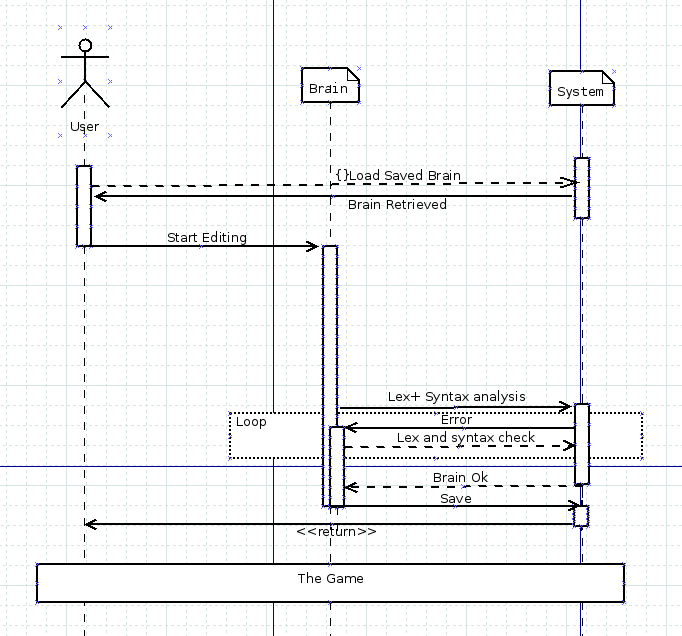 Brain
System
User
{}Load Saved Brain
Brain Retrieved
Start Editing
Lex+ Syntax analysis
Loop
Error
Lex and syntax check
Brain Ok
Save
<<return>>
The Game